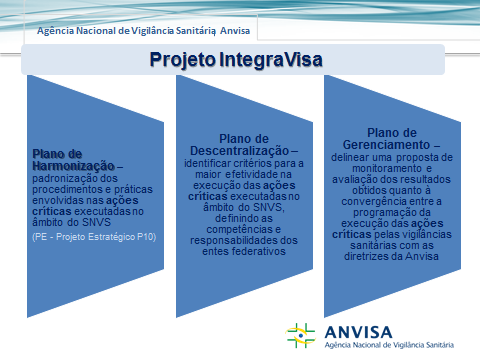 Agência Nacional de Vigilância Sanitária Anvisa
Projeto IntegraVisa
Plano de
Harmonização –
padronização dos
procedimentos e práticas
envolvidas nas ações
críticas executadas no
âmbito do SNVS
(PE - Projeto Estratégico P10)
Plano de
Descentralização –
identificar critérios para a
maior efetividade na
execução das ações
críticas executadas no
âmbito do SNVS,
definindo as
competências e
responsabilidades dos
entes federativos
Plano de
Gerenciamento –
delinear uma proposta de
monitoramento e
avaliação dos resultados
obtidos quanto à
convergência entre a
programação da
execução das ações
críticas pelas vigilâncias
sanitárias com as
diretrizes da Anvisa
ANVISA
Agência Nacional de Vigilância Sanitária